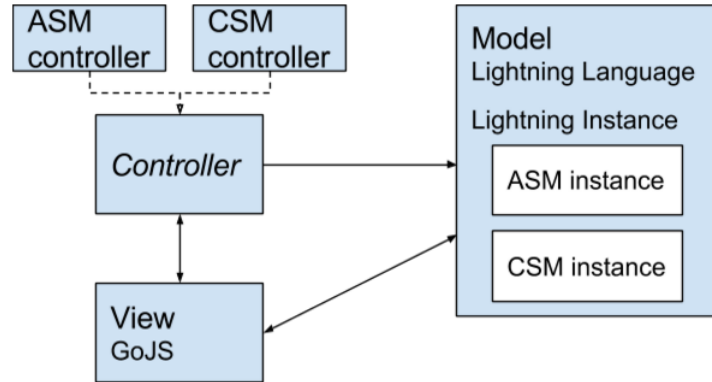 ASM
controller
CSM
controller
Model
Lightning Language
Lightning Instance
Controller
ASM instance
CSM instance
View
GoJS